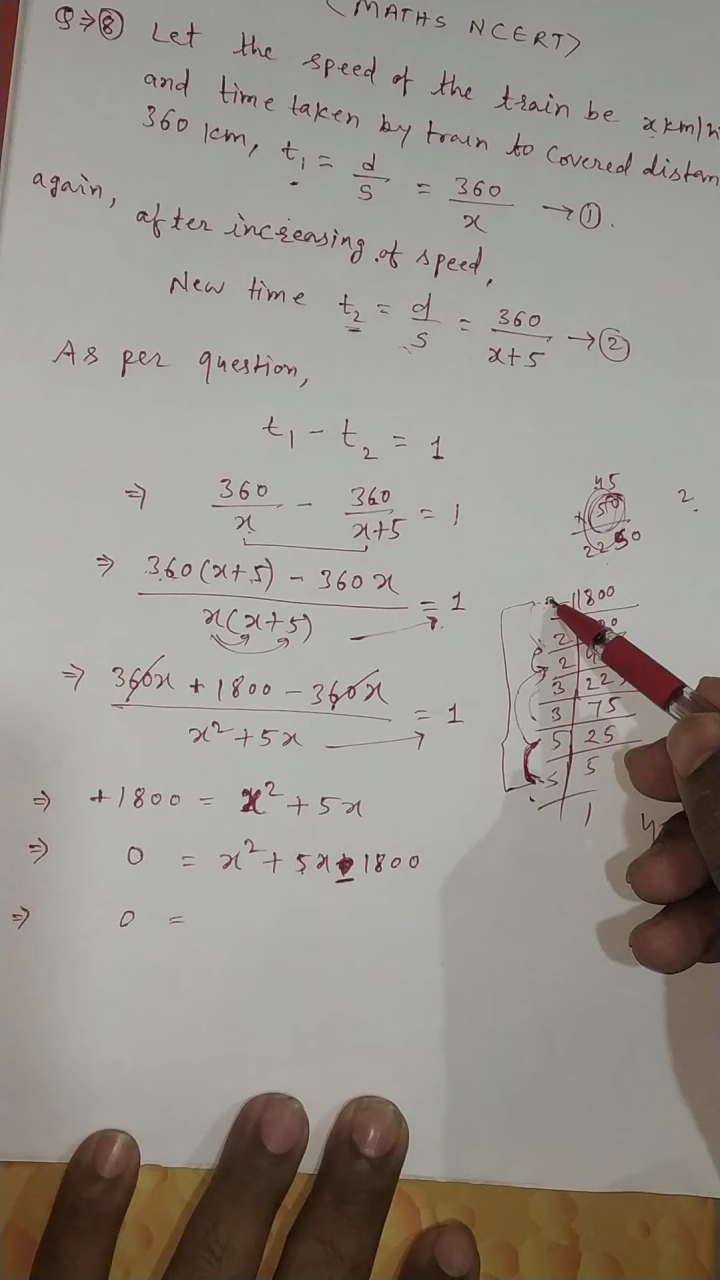 (MATHS NCERT)
Q⇒⑧ Let the speed of the train be x km/
and time taken by train to covered
360 km, t₁ = d/s = 360/x → ①.
again, after increasing of speed,
New time t₂ = d/s = 360/(x+5) → ②
As per question,
t₁ - t₂ = 1
⇒ 360/x - 360/(x+5) = 1
⇒ (360(x+5) - 360x)/(x(x+5)) = 1
⇒ (360x + 1800 - 360x)/(x²+5x) = 1
⇒ +1800 = x²+5x
⇒ 0 = x²+5x-1800
⇒ 0 =
45
50
2.
1800
2
2
3
3 75
5 25
5 5
1